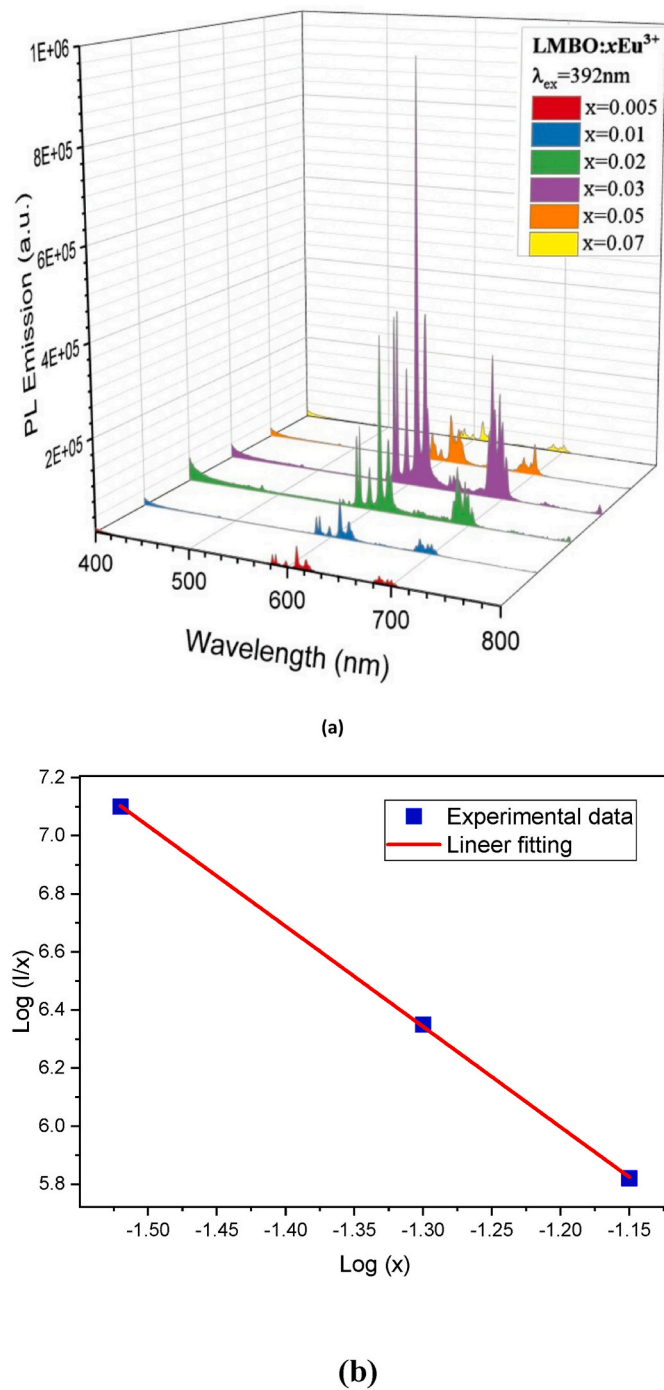 1E+06
8E+05
6E+05
4E+05
2E+05
PL Emission (a.u.)
LMBO:xEu³⁺
λex=392nm
x=0.005
x=0.01
x=0.02
x=0.03
x=0.05
x=0.07
400
500
600
700
800
Wavelength (nm)
(a)
7.2
7.0
6.8
6.6
6.4
6.2
6.0
5.8
Log (I/x)
Experimental data
Lineer fitting
-1.50 -1.45 -1.40 -1.35 -1.30 -1.25 -1.20 -1.15
Log (x)
(b)